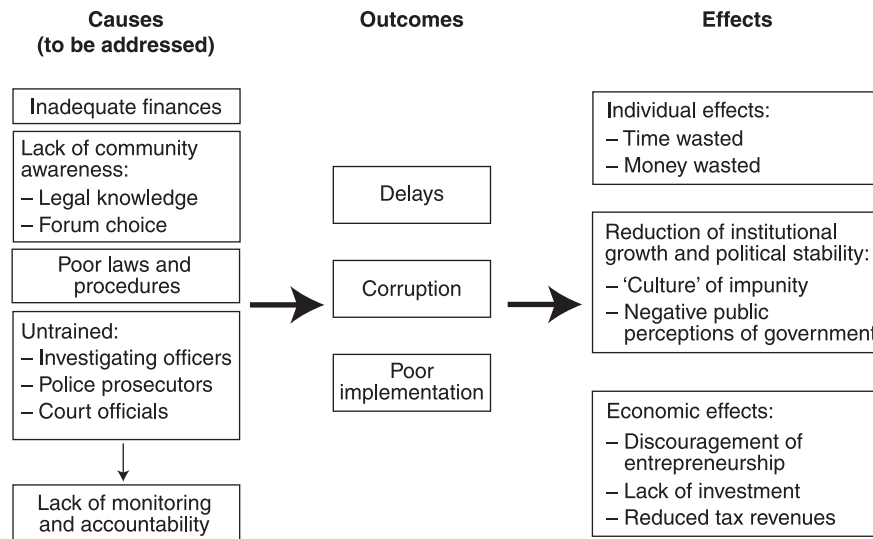 Causes
(to be addressed)
Inadequate finances
Lack of community
awareness:
– Legal knowledge
– Forum choice
Poor laws and
procedures
Untrained:
– Investigating officers
– Police prosecutors
– Court officials
Lack of monitoring
and accountability
Outcomes
Delays
Corruption
Poor
implementation
Effects
Individual effects:
– Time wasted
– Money wasted
Reduction of institutional
growth and political stability:
– ‘Culture’ of impunity
– Negative public
perceptions of government
Economic effects:
– Discouragement of
entrepreneurship
– Lack of investment
– Reduced tax revenues